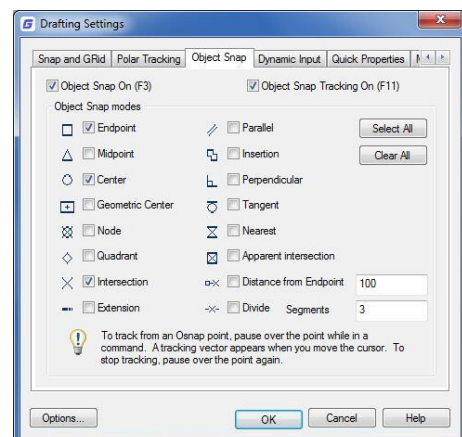 Drafting Settings
Snap and GRid Polar Tracking Object Snap Dynamic Input Quick Properties
Object Snap On (F3) Object Snap Tracking On (F11)
Object Snap modes
Endpoint Parallel Select All
Midpoint Insertion Clear All
Center Perpendicular
Geometric Center Tangent
Node Nearest
Quadrant Apparent intersection
Intersection Distance from Endpoint 100
Extension Divide Segments 3
To track from an Osnap point, pause over the point while in a
command. A tracking vector appears when you move the cursor. To
stop tracking, pause over the point again.
Options... OK Cancel Help